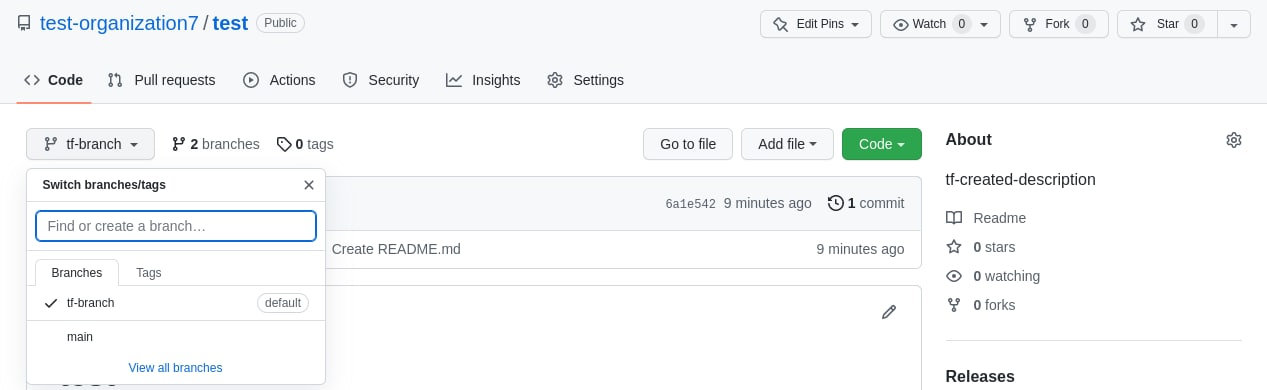 test-organization7 / test Public
Edit Pins Watch 0 Fork 0 Star 0
Code Pull requests Actions Security Insights Settings
tf-branch 2 branches 0 tags Go to file Add file Code
Switch branches/tags
Find or create a branch…
Branches Tags
tf-branch default
main
View all branches
6a1e542 9 minutes ago 1 commit
Create README.md 9 minutes ago
About
tf-created-description
Readme
0 stars
0 watching
0 forks
Releases